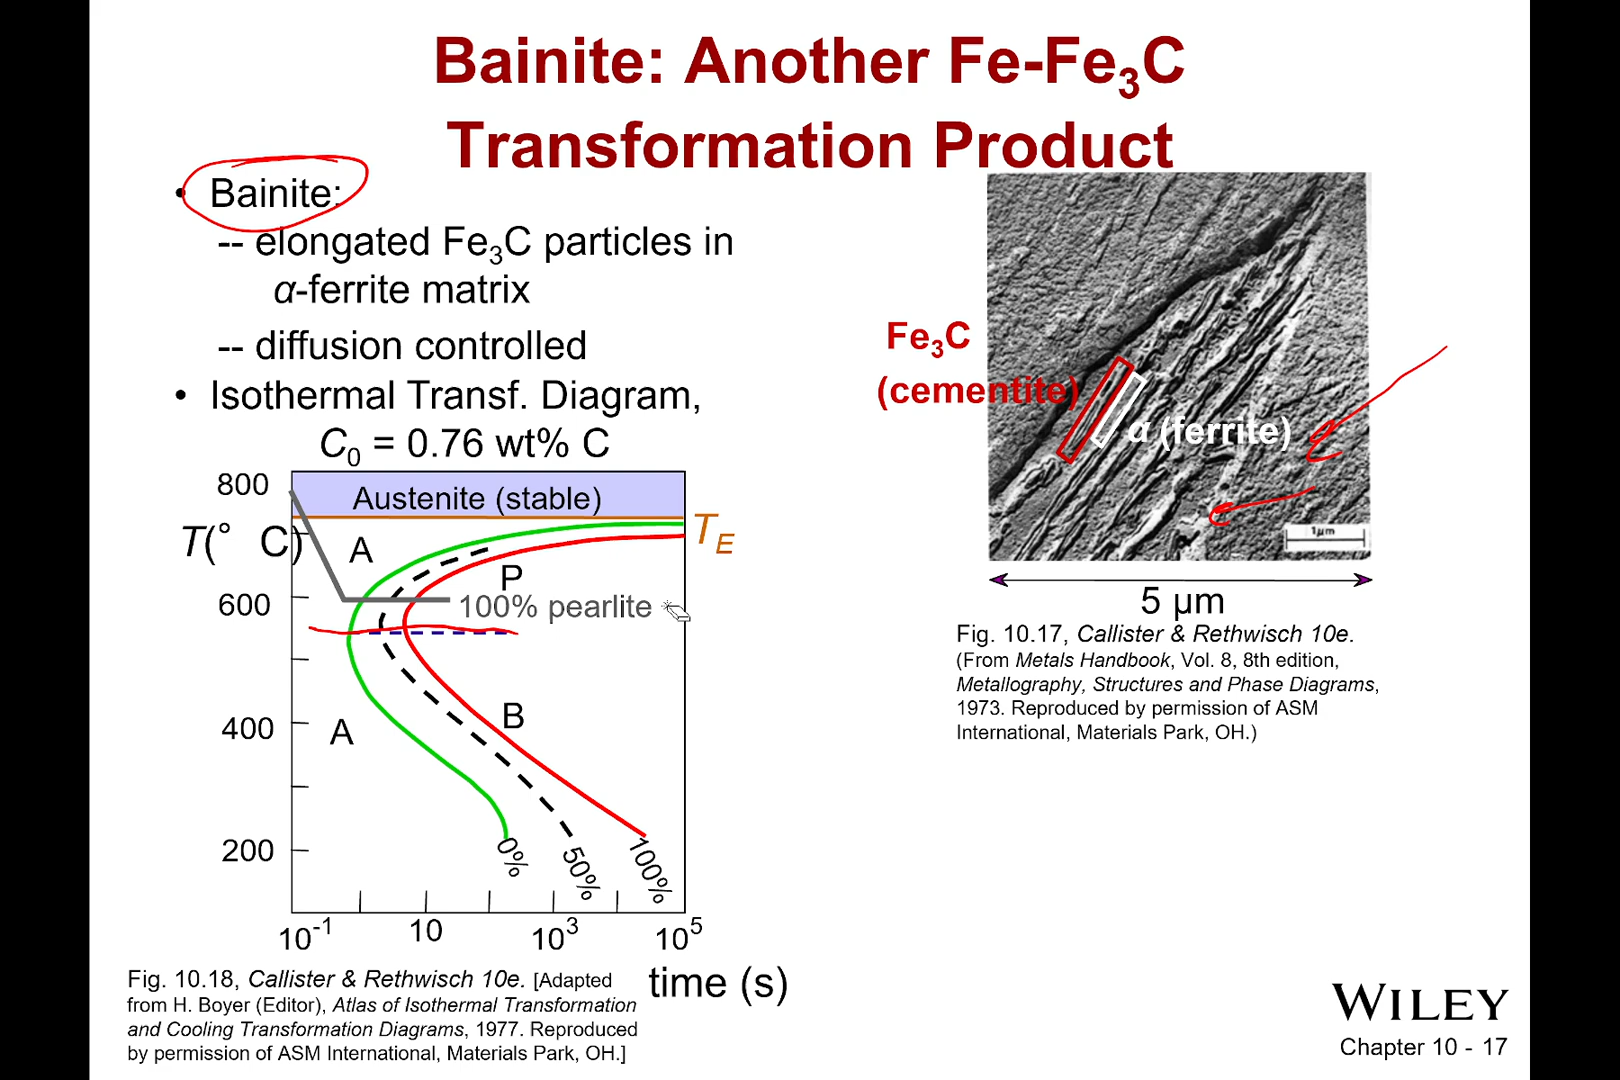 Bainite: Another Fe-Fe₃C
Transformation Product
• Bainite:
-- elongated Fe₃C particles in
α-ferrite matrix
-- diffusion controlled
• Isothermal Transf. Diagram,
C₀ = 0.76 wt% C
800
Austenite (stable)
T(° C)
A
T_E
P
600
100% pearlite
400
A
B
200
0%
50%
100%
10⁻¹
10
10³
10⁵
time (s)
Fig. 10.18, Callister & Rethwisch 10e. [Adapted
from H. Boyer (Editor), Atlas of Isothermal Transformation
and Cooling Transformation Diagrams, 1977. Reproduced
by permission of ASM International, Materials Park, OH.]
Fe₃C
(cementite)
α (ferrite)
1μm
5 μm
Fig. 10.17, Callister & Rethwisch 10e.
(From Metals Handbook, Vol. 8, 8th edition,
Metallography, Structures and Phase Diagrams,
1973. Reproduced by permission of ASM
International, Materials Park, OH.)
WILEY
Chapter 10 - 17